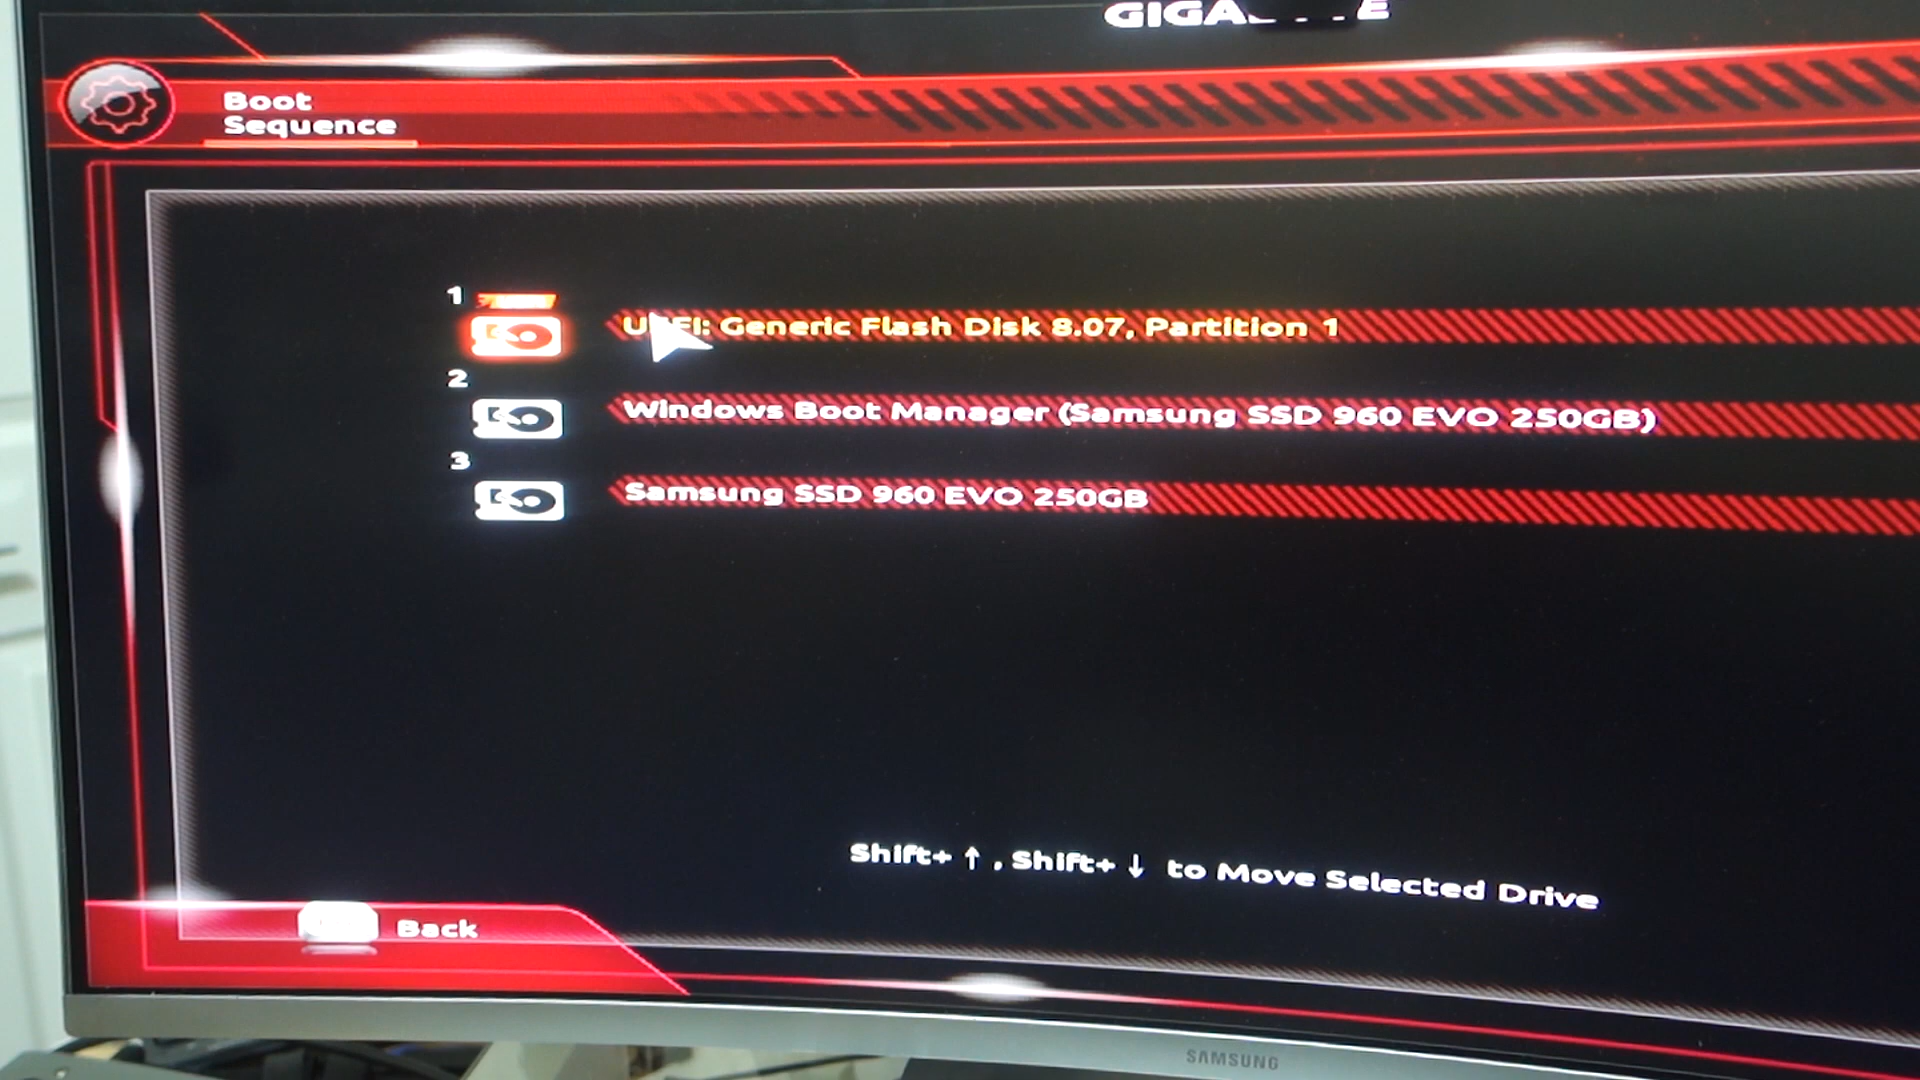 Boot
Sequence
1
UEFI: Generic Flash Disk 8.07, Partition 1
2
Windows Boot Manager (Samsung SSD 960 EVO 250GB)
3
Samsung SSD 960 EVO 250GB
Shift+ ↑ , Shift+ ↓ to Move Selected Drive
Back
SAMSUNG